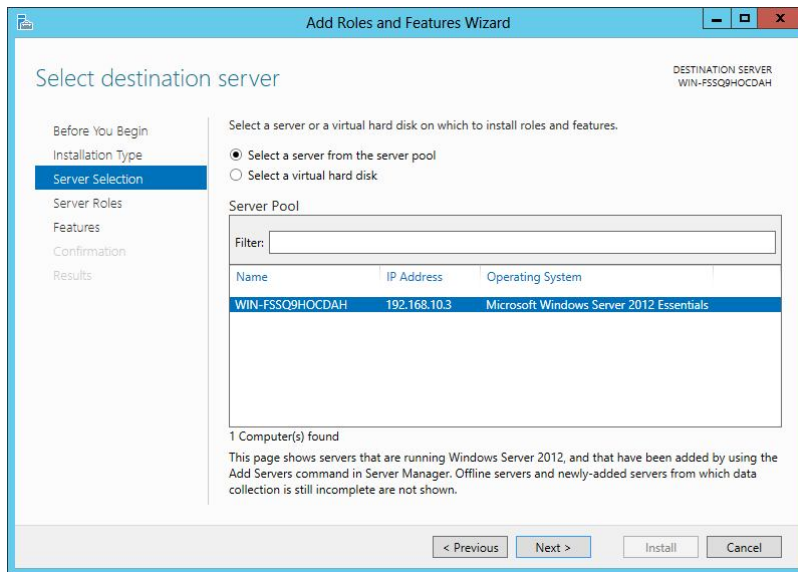 Add Roles and Features Wizard
Select destination server
DESTINATION SERVER
WIN-FSSQ9HOCDAH
Before You Begin
Installation Type
Server Selection
Server Roles
Features
Confirmation
Results
Select a server or a virtual hard disk on which to install roles and features.
Select a server from the server pool
Select a virtual hard disk
Server Pool
Filter:
Name IP Address Operating System
WIN-FSSQ9HOCDAH 192.168.10.3 Microsoft Windows Server 2012 Essentials
1 Computer(s) found
This page shows servers that are running Windows Server 2012, and that have been added by using the
Add Servers command in Server Manager. Offline servers and newly-added servers from which data
collection is still incomplete are not shown.
< Previous Next > Install Cancel